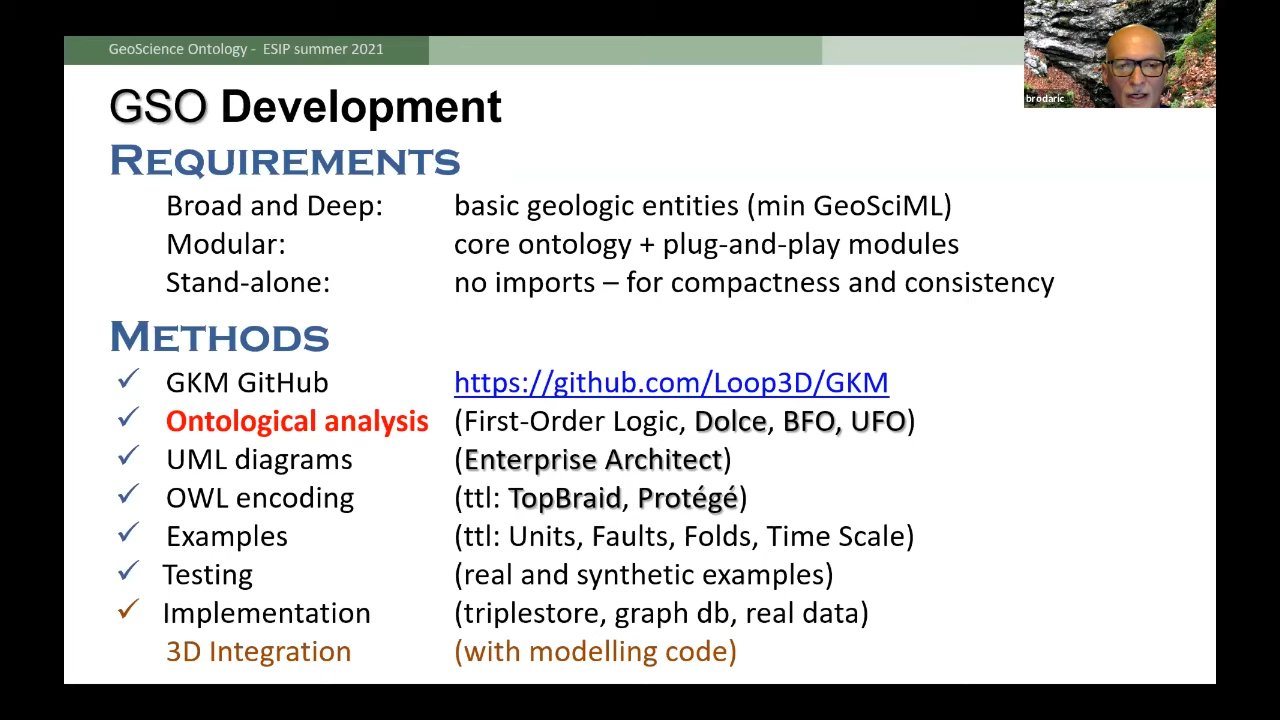 GeoScience Ontology - ESIP summer 2021
brodaric
GSO Development
REQUIREMENTS
Broad and Deep: basic geologic entities (min GeoSciML)
Modular: core ontology + plug-and-play modules
Stand-alone: no imports – for compactness and consistency
METHODS
✓ GKM GitHub https://github.com/Loop3D/GKM
✓ Ontological analysis (First-Order Logic, Dolce, BFO, UFO)
✓ UML diagrams (Enterprise Architect)
✓ OWL encoding (ttl: TopBraid, Protégé)
✓ Examples (ttl: Units, Faults, Folds, Time Scale)
✓ Testing (real and synthetic examples)
✓ Implementation (triplestore, graph db, real data)
3D Integration (with modelling code)